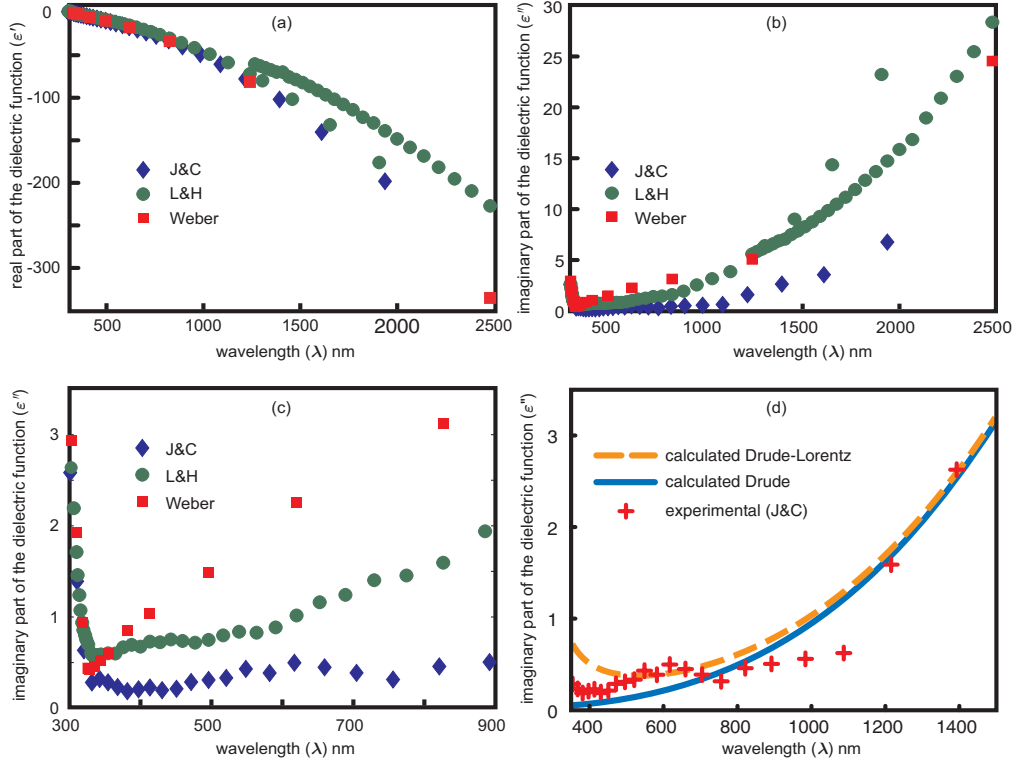 (a)
real part of the dielectric function (ε')
0
-100
-200
-300
J&C
L&H
Weber
500
1000
1500
2000
2500
wavelength (λ) nm
(b)
imaginary part of the dielectric function (ε'')
30
25
20
15
10
5
0
J&C
L&H
Weber
500
1000
1500
2000
2500
wavelength (λ) nm
(c)
imaginary part of the dielectric function (ε'')
3
2
1
0
J&C
L&H
Weber
300
500
700
900
wavelength (λ) nm
(d)
imaginary part of the dielectric function (ε'')
3
2
1
0
calculated Drude-Lorentz
calculated Drude
experimental (J&C)
400
600
800
1000
1200
1400
wavelength (λ) nm